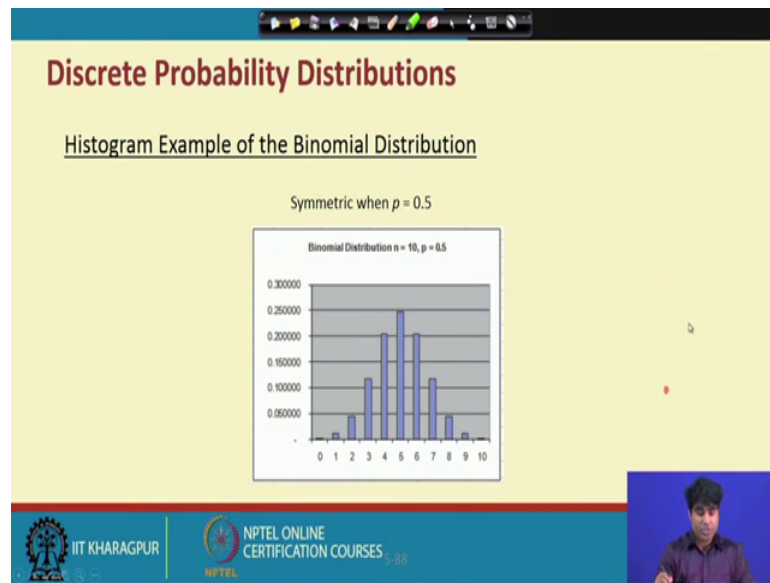 Discrete Probability Distributions
Histogram Example of the Binomial Distribution
Symmetric when p = 0.5
Binomial Distribution n = 10, p = 0.5
0.300000
0.250000
0.200000
0.150000
0.100000
0.050000
-
0 1 2 3 4 5 6 7 8 9 10
IIT KHARAGPUR
NPTEL
NPTEL ONLINE
CERTIFICATION COURSES
5-88